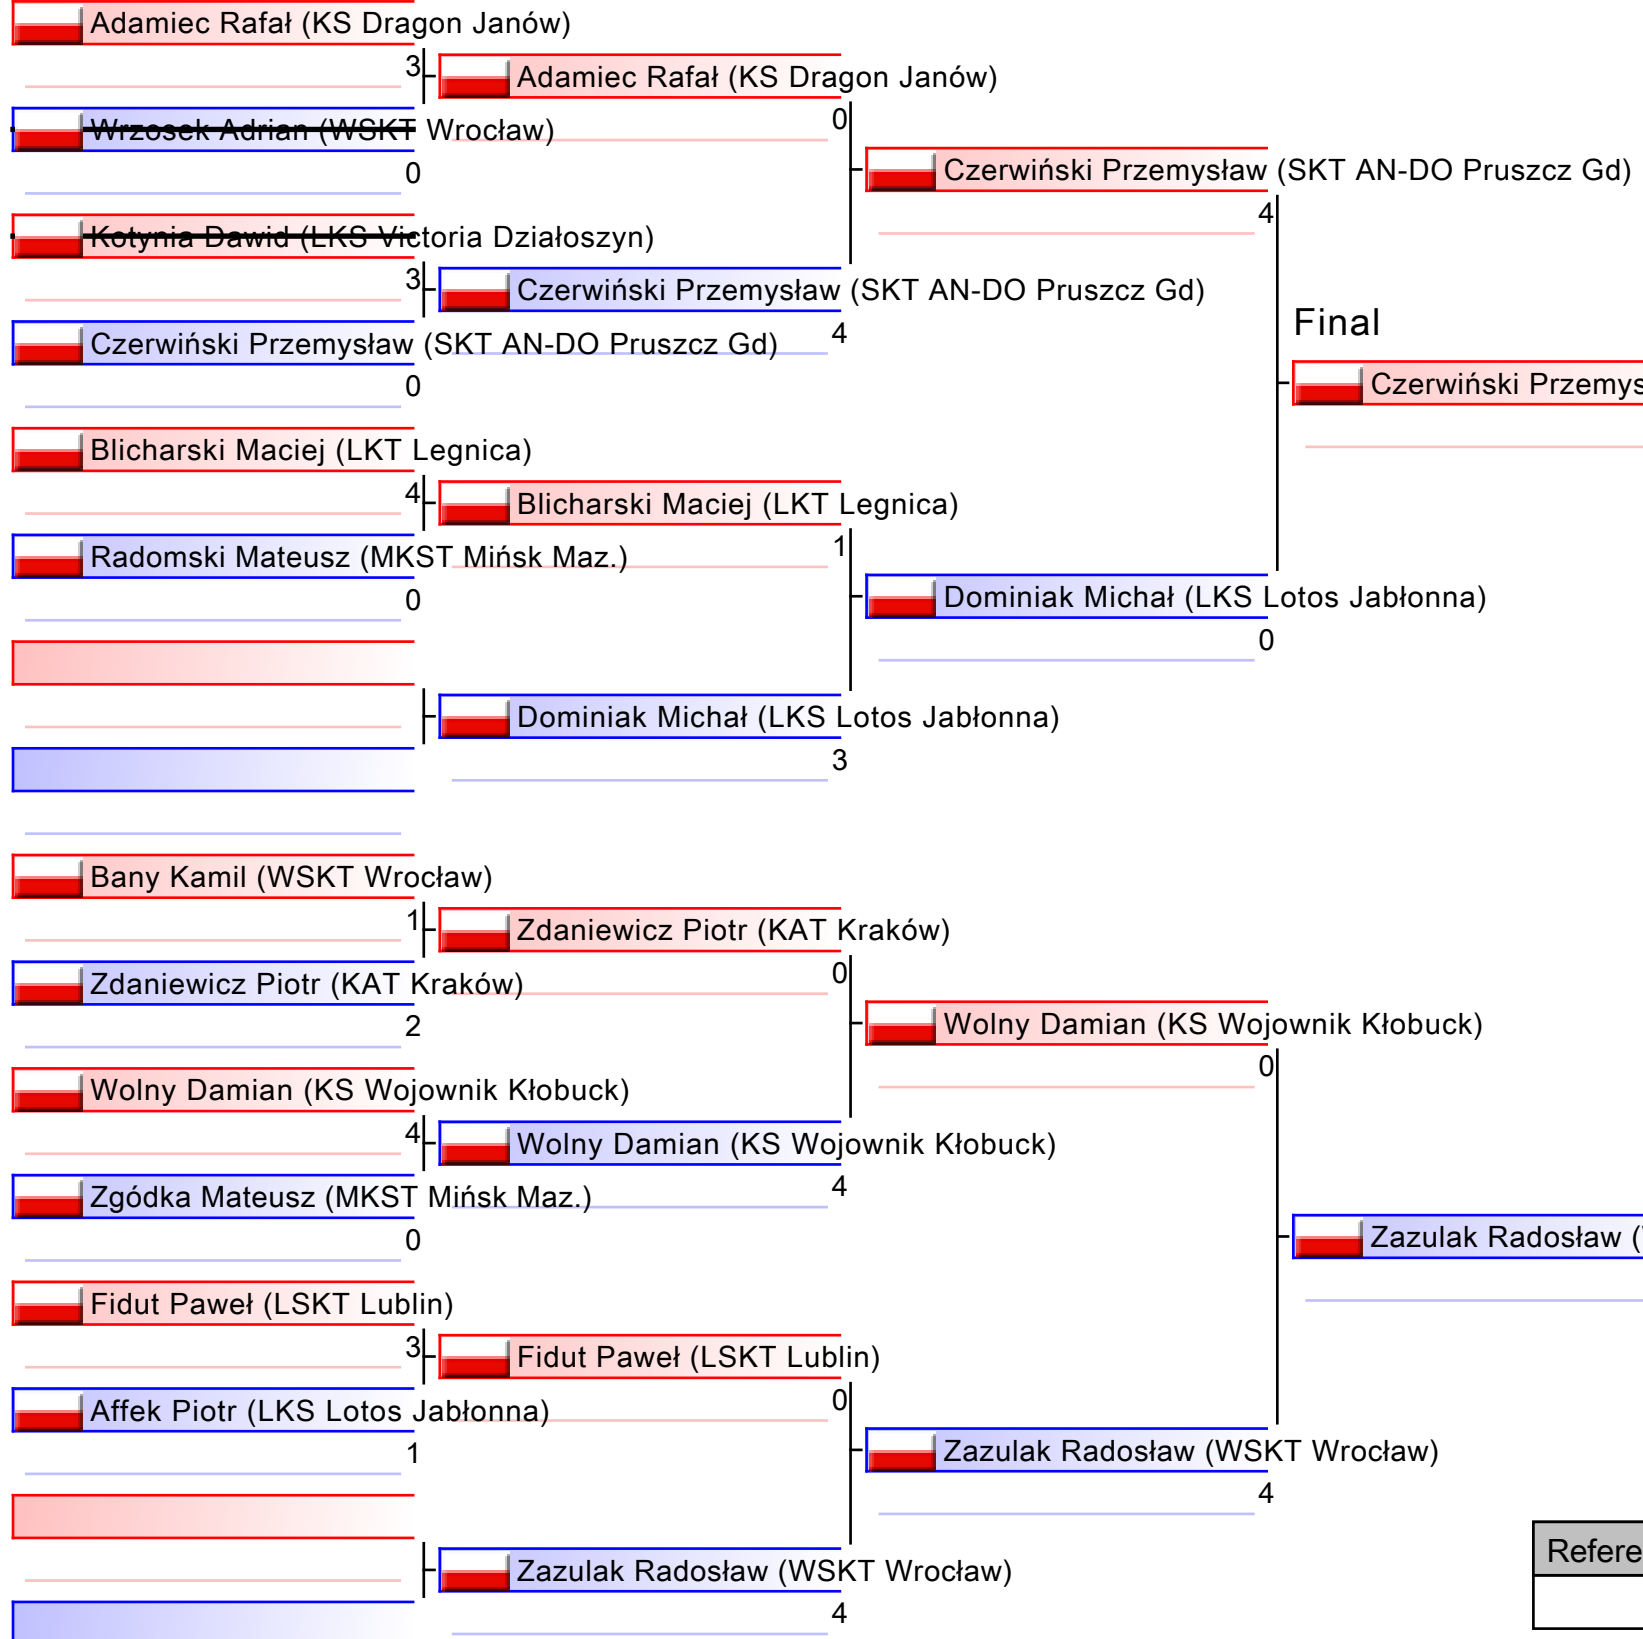 Adamiec Rafał (KS Dragon Janów)
3
Wrzosek Adrian (WSKT Wrocław)
0
Kotynia Dawid (LKS Victoria Działoszyn)
3
Czerwiński Przemysław (SKT AN-DO Pruszcz Gd)
0
Blicharski Maciej (LKT Legnica)
4
Radomski Mateusz (MKST Mińsk Maz.)
0
Bany Kamil (WSKT Wrocław)
1
Zdaniewicz Piotr (KAT Kraków)
2
Wolny Damian (KS Wojownik Kłobuck)
4
Zgódka Mateusz (MKST Mińsk Maz.)
0
Fidut Paweł (LSKT Lublin)
3
Affek Piotr (LKS Lotos Jabłonna)
1
Adamiec Rafał (KS Dragon Janów)
0
Czerwiński Przemysław (SKT AN-DO Pruszcz Gd)
4
Blicharski Maciej (LKT Legnica)
1
Dominiak Michał (LKS Lotos Jabłonna)
3
Zdaniewicz Piotr (KAT Kraków)
0
Wolny Damian (KS Wojownik Kłobuck)
4
Fidut Paweł (LSKT Lublin)
0
Zazulak Radosław (WSKT Wrocław)
4
Czerwiński Przemysław (SKT AN-DO Pruszcz Gd)
4
Dominiak Michał (LKS Lotos Jabłonna)
0
Wolny Damian (KS Wojownik Kłobuck)
0
Zazulak Radosław (WSKT Wrocław)
4
Final
Czerwiński Przemys
Zazulak Radosław (
Refere